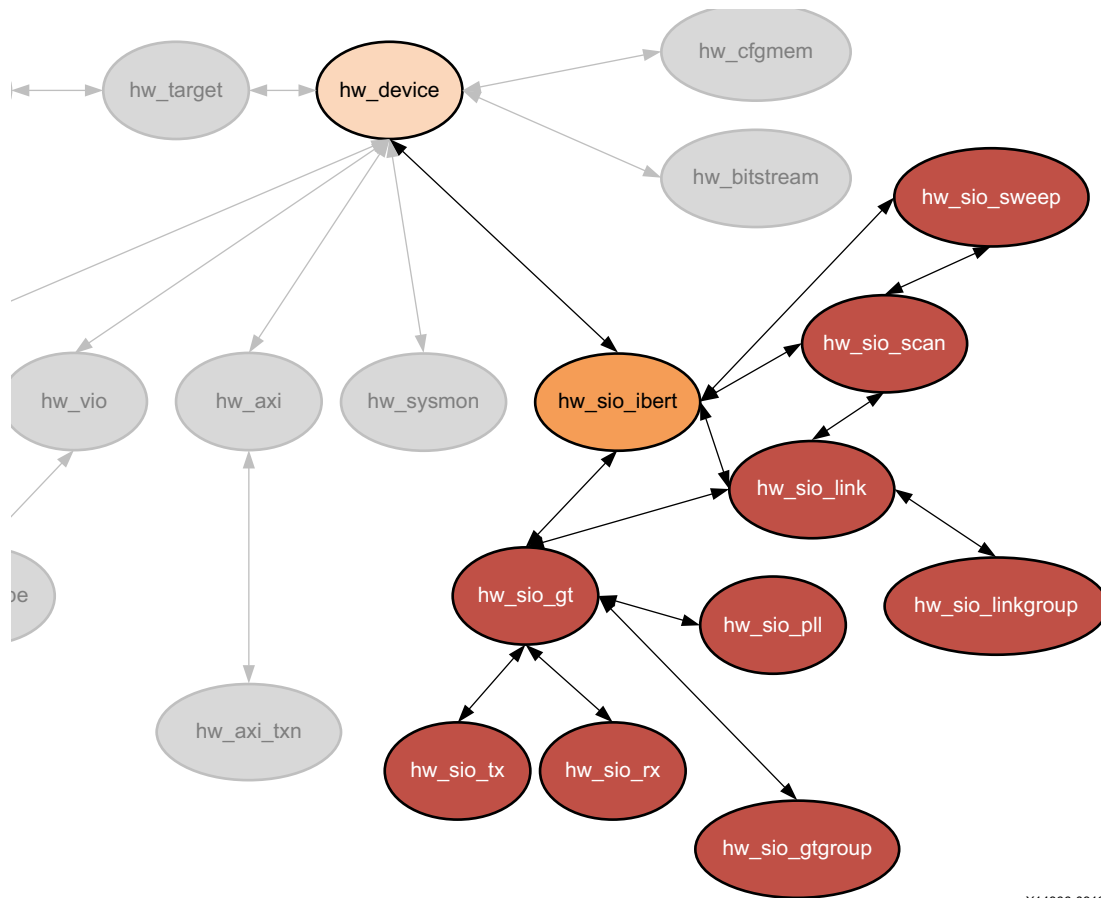 hw_cfgmem
hw_target
hw_device
hw_bitstream
hw_sio_sweep
hw_sio_scan
hw_vio
hw_axi
hw_sysmon
hw_sio_ibert
hw_sio_link
hw_sio_gt
hw_sio_pll
hw_sio_linkgroup
hw_axi_txn
hw_sio_tx
hw_sio_rx
hw_sio_gtgroup